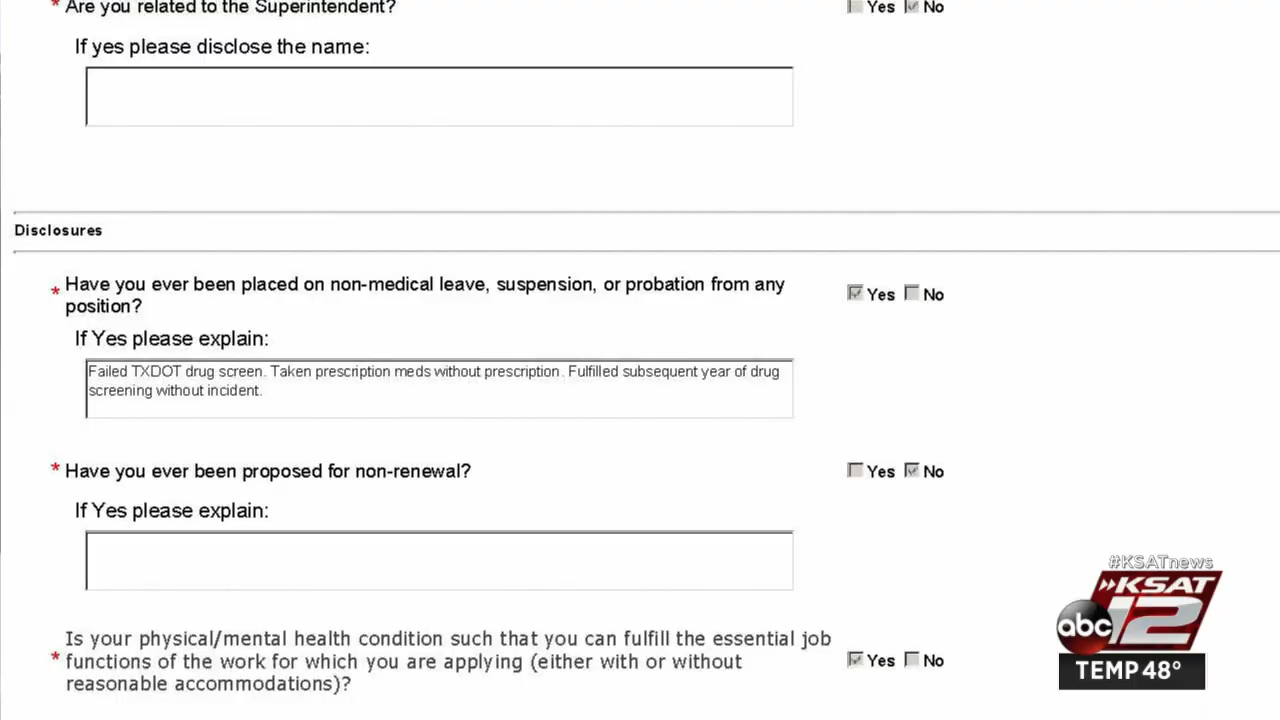 * Are you related to the Superintendent? Yes No
If yes please disclose the name:
Disclosures
* Have you ever been placed on non-medical leave, suspension, or probation from any
position?
Yes No
If Yes please explain:
Failed TXDOT drug screen. Taken prescription meds without prescription. Fulfilled subsequent year of drug
screening without incident.
* Have you ever been proposed for non-renewal? Yes No
If Yes please explain:
#KSATnews
KSAT
abc 12
TEMP 48°
Is your physical/mental health condition such that you can fulfill the essential job
* functions of the work for which you are applying (either with or without
reasonable accommodations)?
Yes No